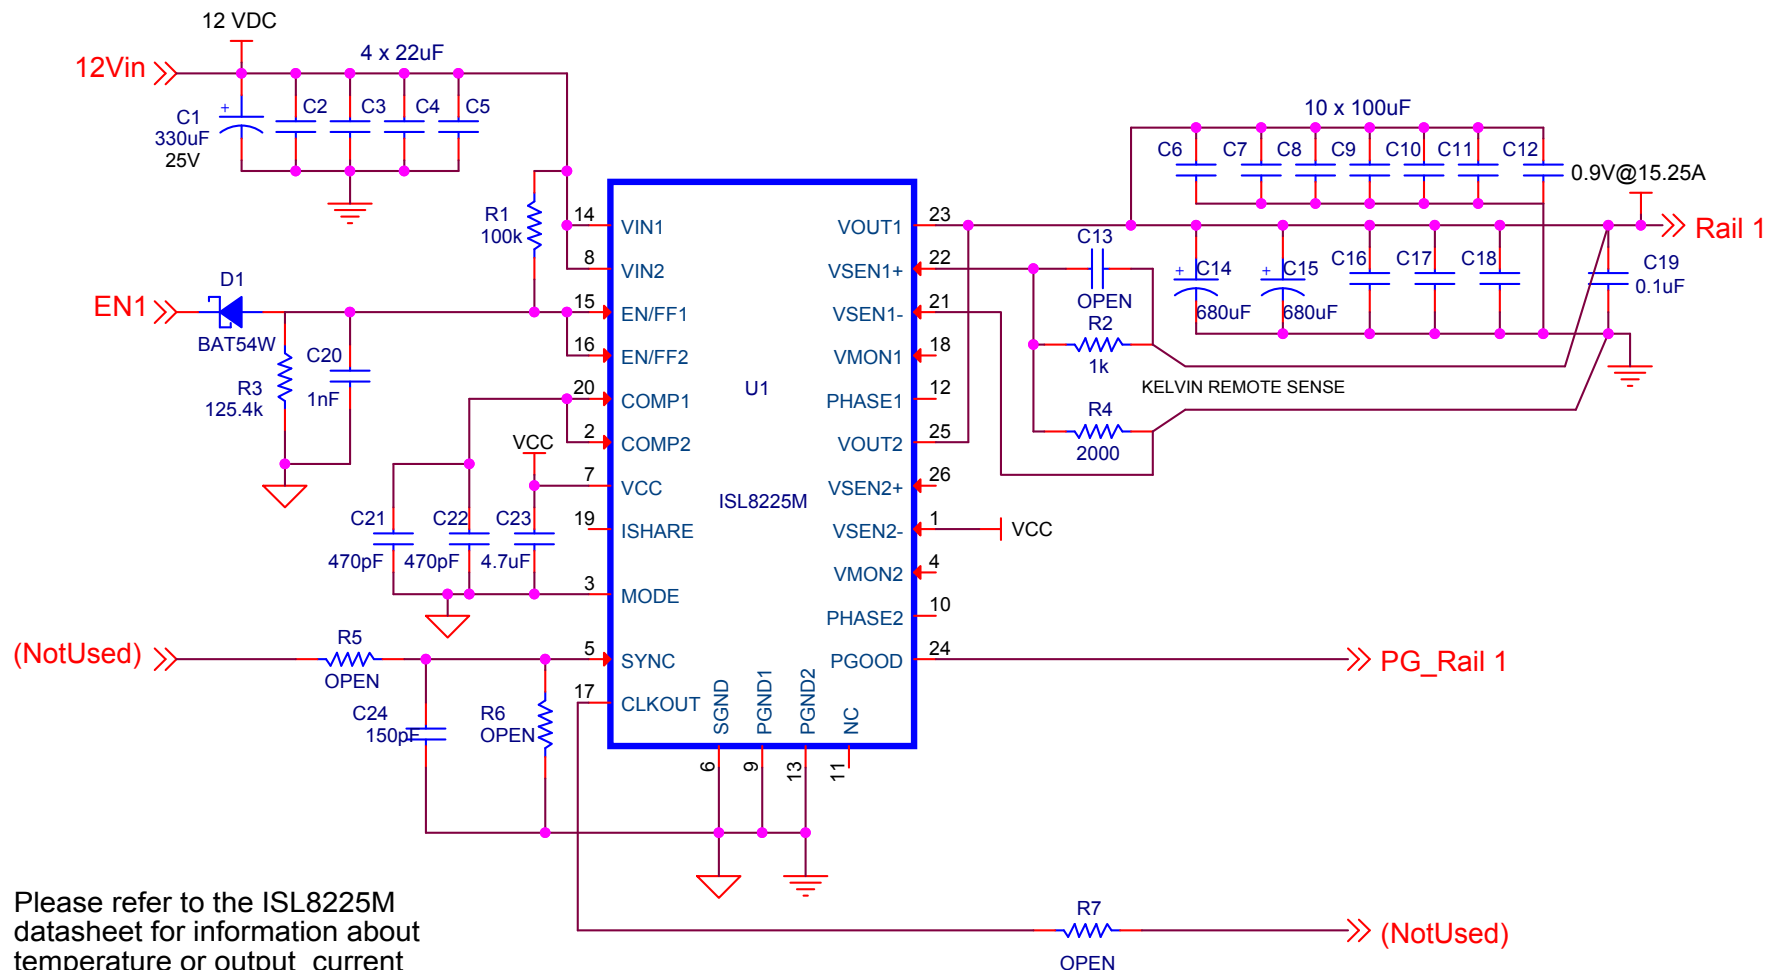 12 VDC
12Vin
4 x 22uF
C1
330uF
25V
C2
C3
C4
C5
R1
100k
EN1
D1
BAT54W
R3
125.4k
C20
1nF
VCC
C21
470pF
C22
470pF
C23
4.7uF
(NotUsed)
R5
OPEN
C24
150pF
R6
OPEN
14
8
15
16
20
2
7
19
3
5
17
VIN1
VIN2
EN/FF1
EN/FF2
COMP1
COMP2
VCC
ISHARE
MODE
SYNC
CLKOUT
U1
ISL8225M
SGND
PGND1
PGND2
NC
6
9
13
11
VOUT1
VSEN1+
VSEN1-
VMON1
PHASE1
VOUT2
VSEN2+
VSEN2-
VMON2
PHASE2
PGOOD
23
22
21
18
12
25
26
1
4
10
24
C13
OPEN
R2
1k
R4
2000
KELVIN REMOTE SENSE
VCC
10 x 100uF
C6
C7
C8
C9
C10
C11
C12
0.9V@15.25A
Rail 1
C14
680uF
C15
680uF
C16
C17
C18
C19
0.1uF
PG_Rail 1
R7
OPEN
(NotUsed)
Please refer to the ISL8225M
datasheet for information about
temperature or output current